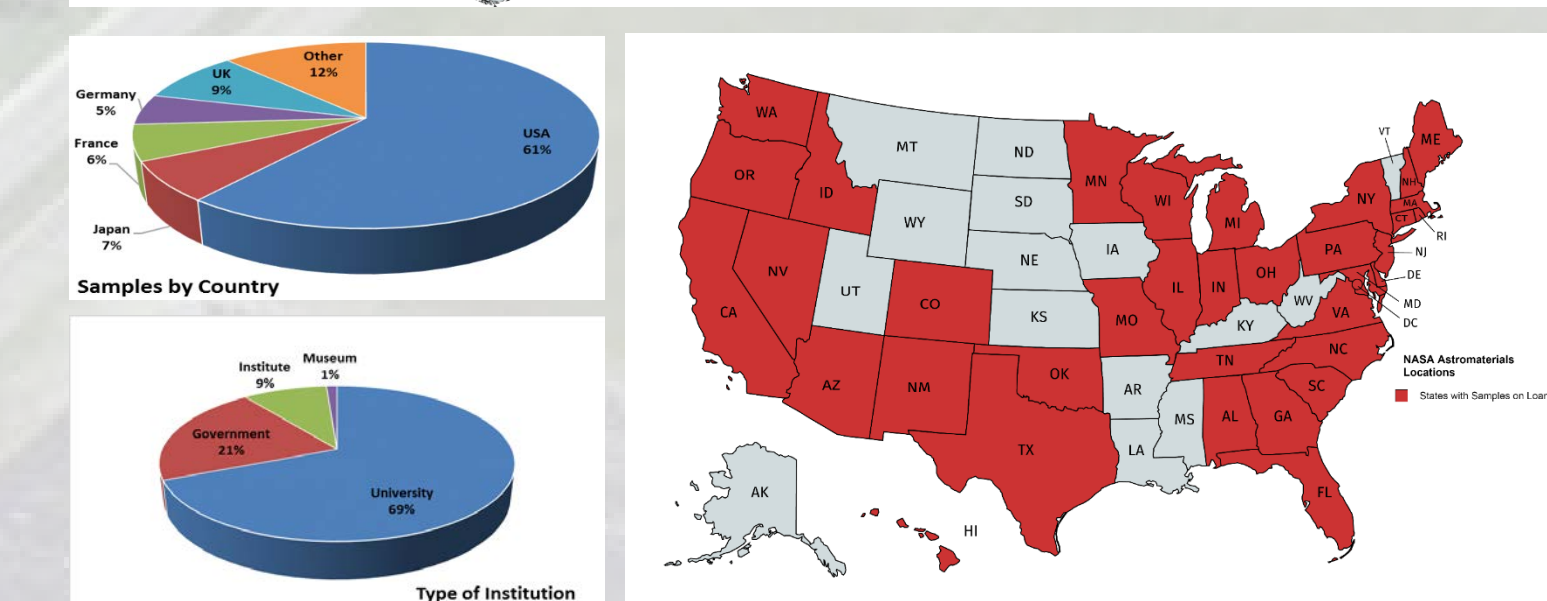 Other
12%
UK
9%
Germany
5%
France
6%
Japan
7%
USA
61%
Samples by Country
Museum
1%
Institute
9%
Government
21%
University
69%
Type of Institution
WA
OR
ID
MT
ND
SD
WY
NE
NV
UT
CO
KS
CA
AZ
NM
OK
TX
MN
IA
MO
AR
LA
WI
IL
MI
IN
OH
KY
TN
MS
AL
GA
FL
SC
NC
VA
WV
PA
NY
VT
NH
ME
MA
CT
RI
NJ
DE
MD
DC
AK
HI
NASA Astromaterials
Locations
States with Samples on Loan